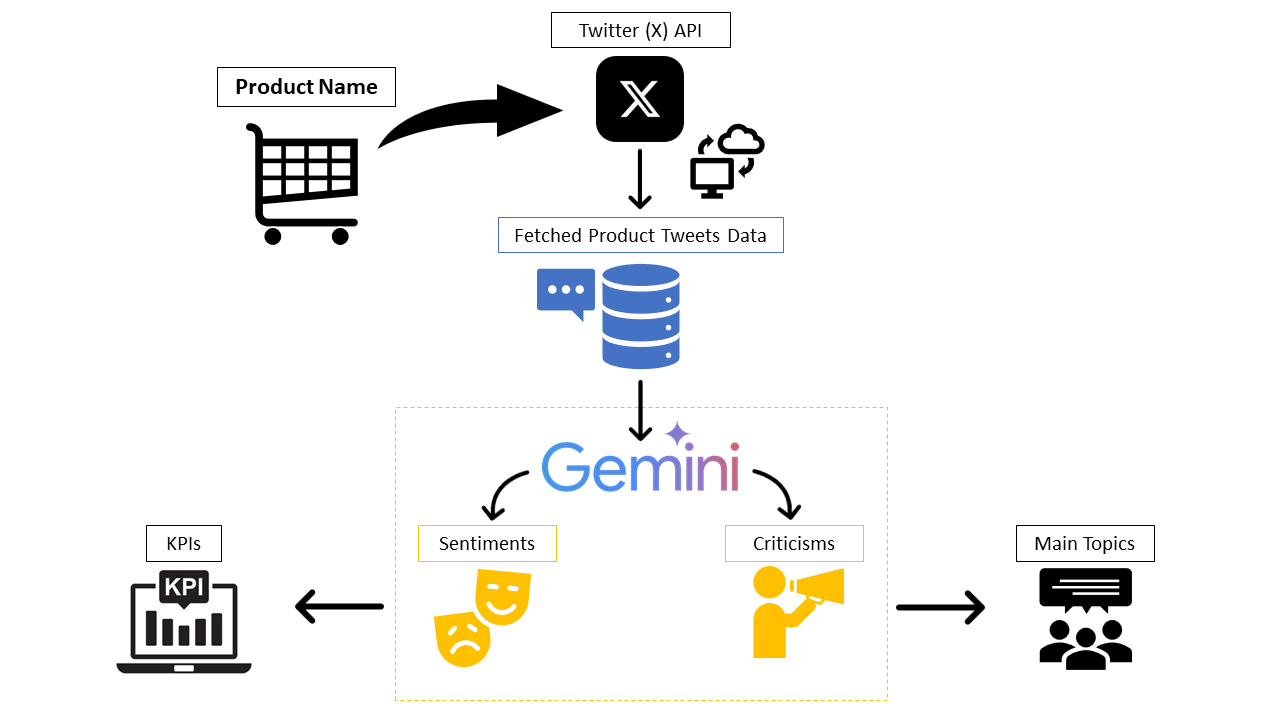 Twitter (X) API
Product Name
X
Fetched Product Tweets Data
Gemini
Sentiments
Criticisms
KPIs
KPI
Main Topics